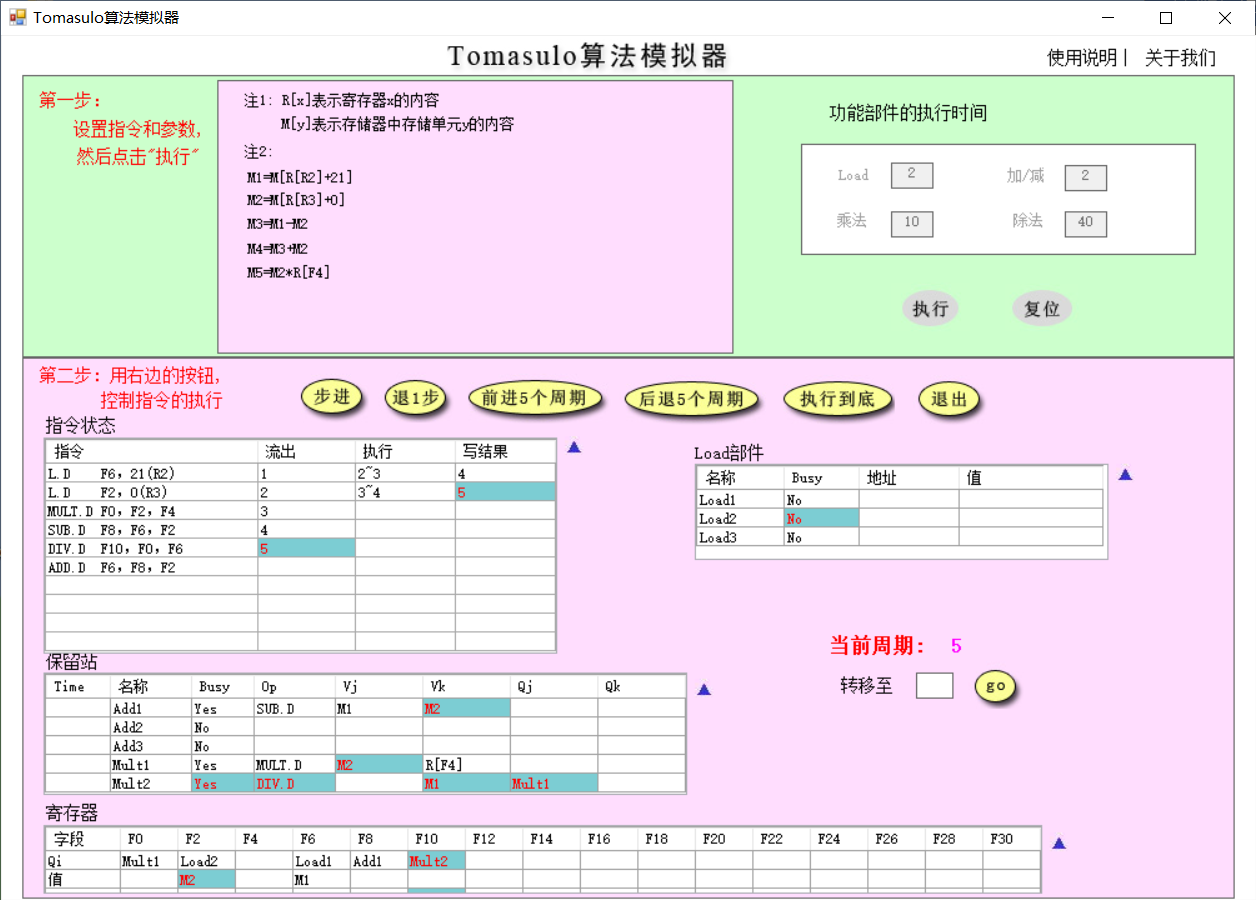 Tomasulo算法模拟器
Tomasulo算法模拟器
使用说明| 关于我们
第一步：
设置指令和参数，
然后点击"执行"
注1: R[x]表示寄存器x的内容
M[y]表示存储器中存储单元y的内容
注2:
M1=M[R[R2]+21]
M2=M[R[R3]+0]
M3=M1-M2
M4=M3+M2
M5=M2*R[F4]
功能部件的执行时间
Load 2 加/减 2
乘法 10 除法 40
执行 复位
第二步：用右边的按钮，
控制指令的执行
步进 退1步 前进5个周期 后退5个周期 执行到底 退出
指令状态
指令 流出 执行 写结果
L.D F6, 21(R2) 1 2~3 4
L.D F2, 0(R3) 2 3~4 5
MULT.D F0, F2, F4 3
SUB.D F8, F6, F2 4
DIV.D F10, F0, F6 5
ADD.D F6, F8, F2
Load部件
名称 Busy 地址 值
Load1 No
Load2 No
Load3 No
当前周期： 5
转移至 go
保留站
Time 名称 Busy Op Vj Vk Qj Qk
Add1 Yes SUB.D M1 M2
Add2 No
Add3 No
Mult1 Yes MULT.D M2 R[F4]
Mult2 Yes DIV.D M1 Mult1
寄存器
字段 F0 F2 F4 F6 F8 F10 F12 F14 F16 F18 F20 F22 F24 F26 F28 F30
Qi Mult1 Load2 Load1 Add1 Mult2
值 M2 M1